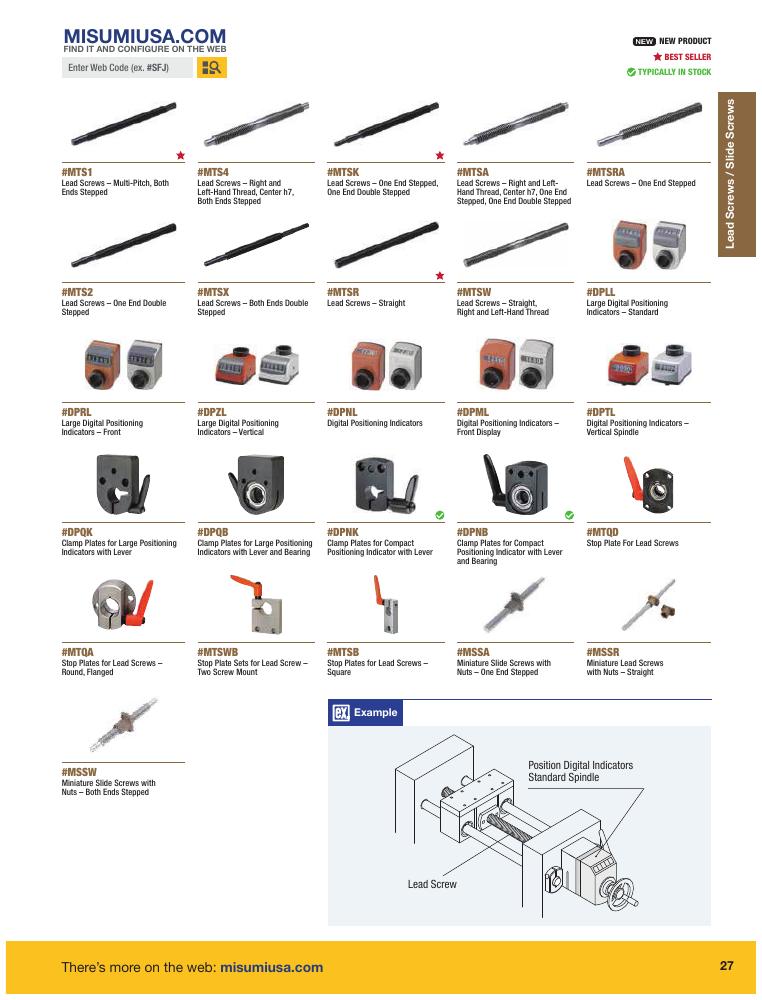 MISUMIUSA.COM
FIND IT AND CONFIGURE ON THE WEB
Enter Web Code (ex. #SFJ)
NEW NEW PRODUCT
BEST SELLER
TYPICALLY IN STOCK
Lead Screws / Slide Screws
#MTS1
Lead Screws – Multi-Pitch, Both
Ends Stepped
#MTS4
Lead Screws – Right and
Left-Hand Thread, Center h7,
Both Ends Stepped
#MTSK
Lead Screws – One End Stepped,
One End Double Stepped
#MTSA
Lead Screws – Right and Left-
Hand Thread, Center h7, One End
Stepped, One End Double Stepped
#MTSRA
Lead Screws – One End Stepped
#MTS2
Lead Screws – One End Double
Stepped
#MTSX
Lead Screws – Both Ends Double
Stepped
#MTSR
Lead Screws – Straight
#MTSW
Lead Screws – Straight,
Right and Left-Hand Thread
#DPLL
Large Digital Positioning
Indicators – Standard
#DPRL
Large Digital Positioning
Indicators – Front
#DPZL
Large Digital Positioning
Indicators – Vertical
#DPNL
Digital Positioning Indicators
#DPML
Digital Positioning Indicators –
Front Display
#DPTL
Digital Positioning Indicators –
Vertical Spindle
#DPQK
Clamp Plates for Large Positioning
Indicators with Lever
#DPQB
Clamp Plates for Large Positioning
Indicators with Lever and Bearing
#DPNK
Clamp Plates for Compact
Positioning Indicator with Lever
#DPNB
Clamp Plates for Compact
Positioning Indicator with Lever
and Bearing
#MTQD
Stop Plate For Lead Screws
#MTQA
Stop Plates for Lead Screws –
Round, Flanged
#MTSWB
Stop Plate Sets for Lead Screw –
Two Screw Mount
#MTSB
Stop Plates for Lead Screws –
Square
#MSSA
Miniature Slide Screws with
Nuts – One End Stepped
#MSSR
Miniature Lead Screws
with Nuts – Straight
#MSSW
Miniature Slide Screws with
Nuts – Both Ends Stepped
ex. Example
Position Digital Indicators
Standard Spindle
Lead Screw
There's more on the web: misumiusa.com
27